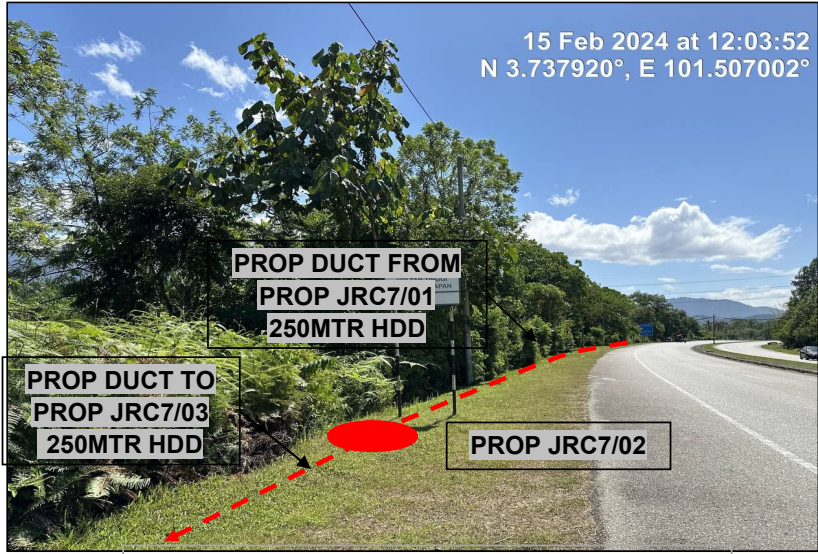 15 Feb 2024 at 12:03:52
N 3.737920°, E 101.507002°
PROP DUCT FROM
PROP JRC7/01
250MTR HDD
APAN
PROP DUCT TO
PROP JRC7/03
250MTR HDD
PROP JRC7/02